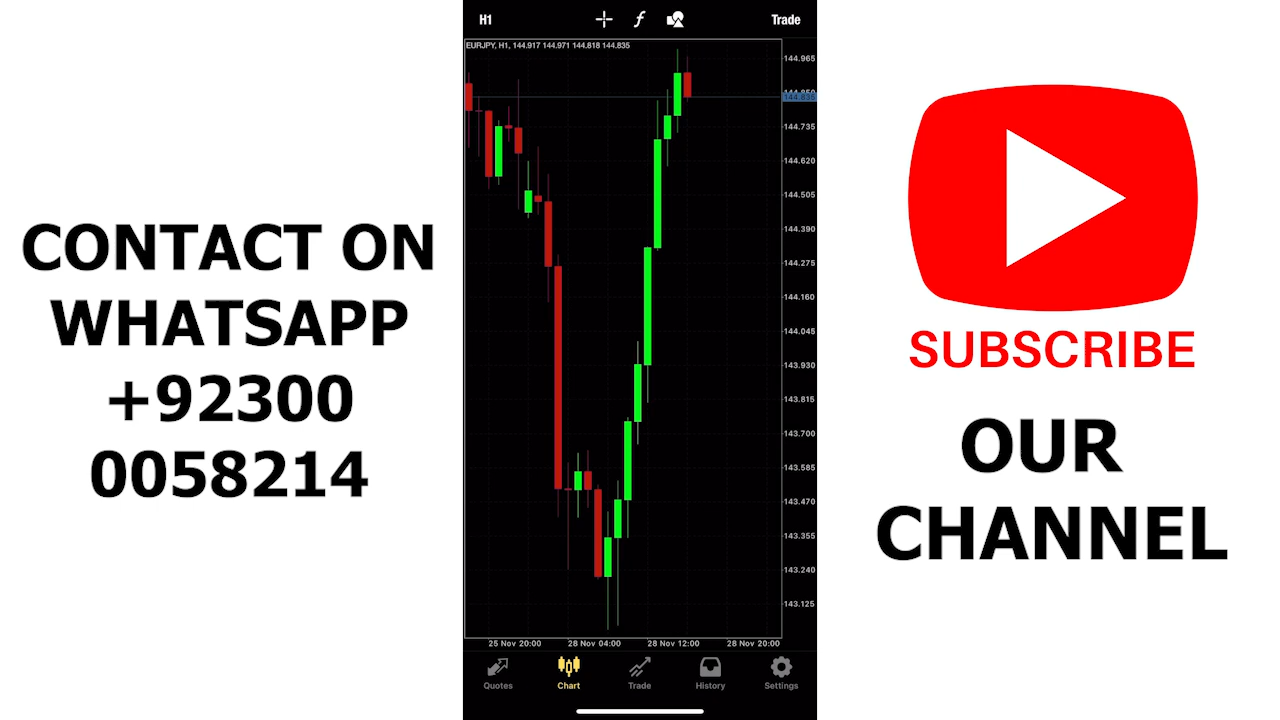 CONTACT ON
WHATSAPP
+92300
0058214
H1
Trade
EURJPY, H1, 144.917 144.971 144.818 144.835
144.965
144.850
144.835
144.735
144.620
144.505
144.390
144.275
144.160
144.045
143.930
143.815
143.700
143.585
143.470
143.355
143.240
143.125
25 Nov 20:00
28 Nov 04:00
28 Nov 12:00
28 Nov 20:00
Quotes
Chart
Trade
History
Settings
SUBSCRIBE
OUR
CHANNEL